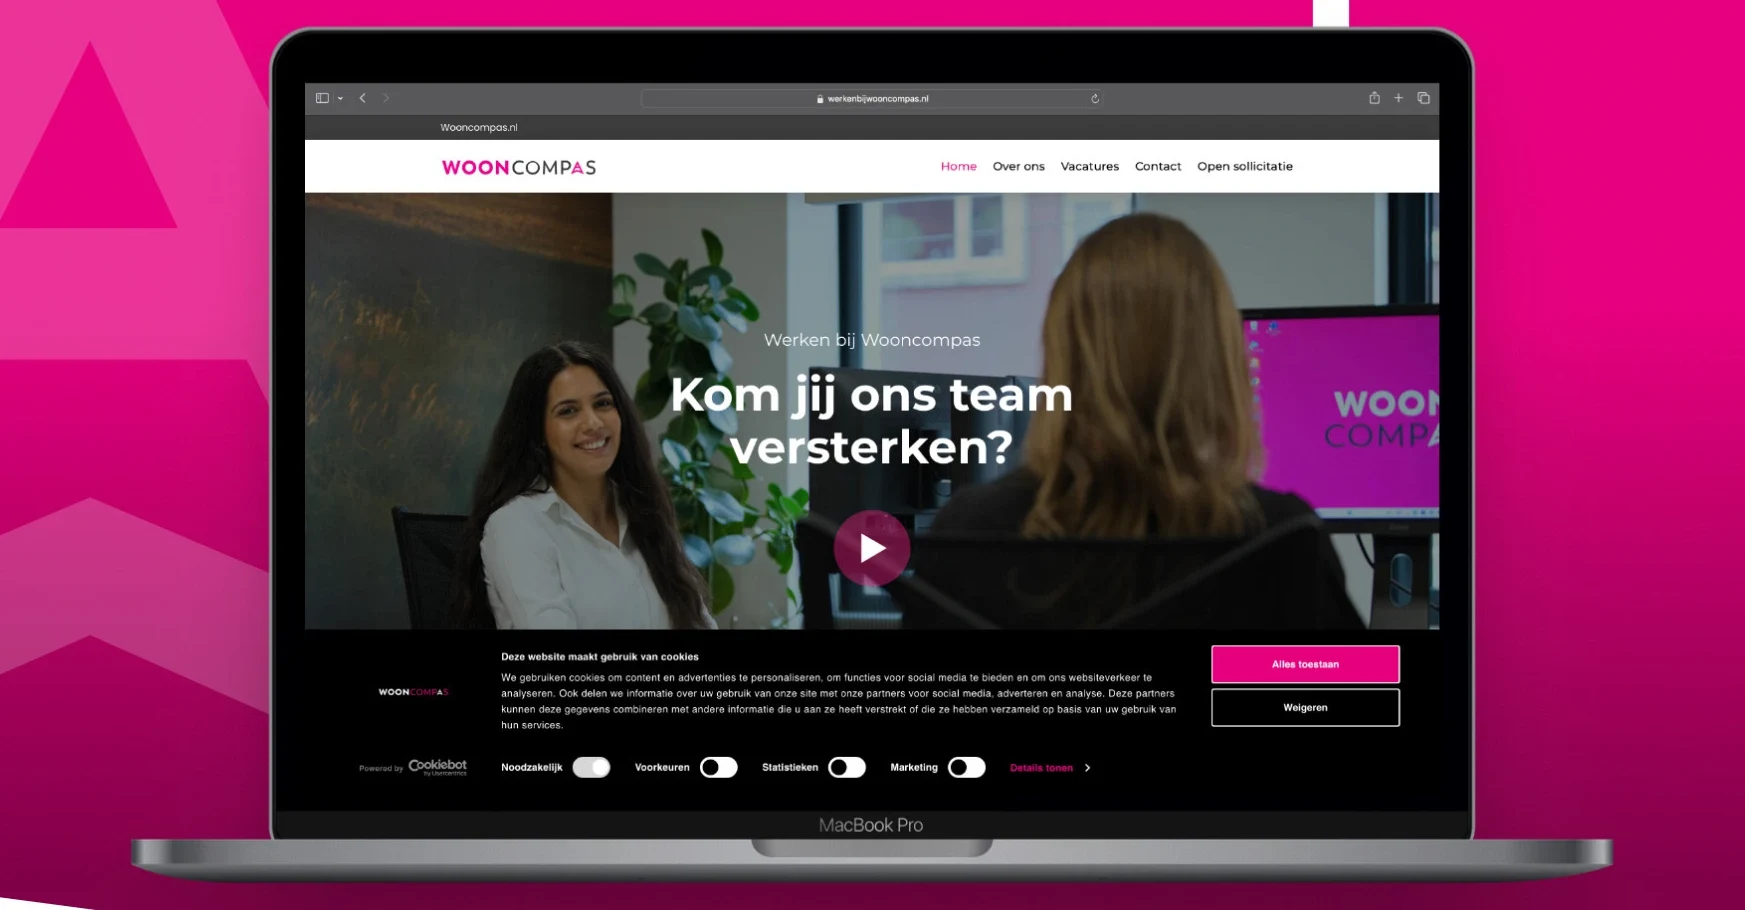 werkenbijwooncompas.nl
Wooncompas.nl
WOONCOMPAS
Home Over ons Vacatures Contact Open sollicitatie
Werken bij Wooncompas
Kom jij ons team
versterken?
WOON
COMPA
Deze website maakt gebruik van cookies
We gebruiken cookies om content en advertenties te personaliseren, om functies voor social media te bieden en om ons websiteverkeer te
analyseren. Ook delen we informatie over uw gebruik van onze site met onze partners voor social media, adverteren en analyse. Deze partners
kunnen deze gegevens combineren met andere informatie die u aan ze heeft verstrekt of die ze hebben verzameld op basis van uw gebruik van
hun services.
WOONCOMPAS
Alles toestaan
Weigeren
Powered by Cookiebot
by Usercentrics
Noodzakelijk Voorkeuren Statistieken Marketing Details tonen
MacBook Pro